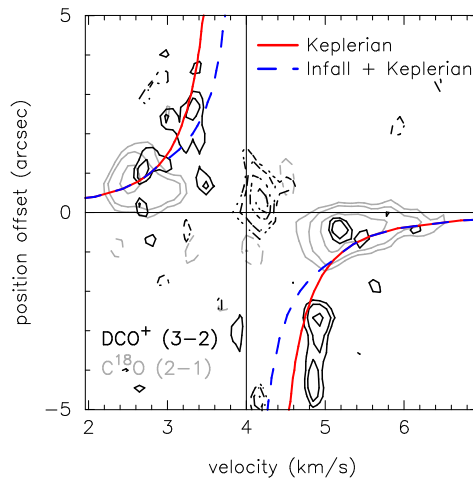 5
Keplerian
Infall + Keplerian
position offset (arcsec)
0
DCO⁺ (3−2)
C¹⁸O (2−1)
−5
2 3 4 5 6
velocity (km/s)